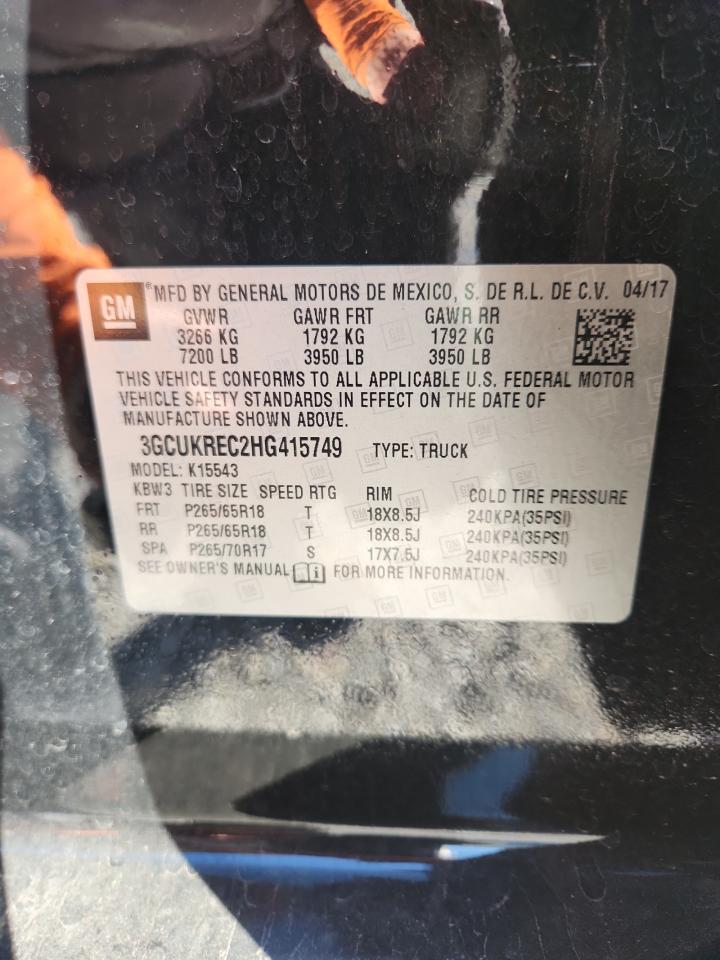 GM ® MFD BY GENERAL MOTORS DE MEXICO, S. DE R.L. DE C.V. 04/17
GVWR GAWR FRT GAWR RR
3266 KG 1792 KG 1792 KG
7200 LB 3950 LB 3950 LB
THIS VEHICLE CONFORMS TO ALL APPLICABLE U.S. FEDERAL MOTOR
VEHICLE SAFETY STANDARDS IN EFFECT ON THE DATE OF
MANUFACTURE SHOWN ABOVE.
3GCUKREC2HG415749 TYPE: TRUCK
MODEL: K15543
KBW3 TIRE SIZE SPEED RTG RIM COLD TIRE PRESSURE
FRT P265/65R18 T 18X8.5J 240KPA(35PSI)
RR P265/65R18 T 18X8.5J 240KPA(35PSI)
SPA P265/70R17 S 17X7.5J 240KPA(35PSI)
SEE OWNER'S MANUAL i FOR MORE INFORMATION.